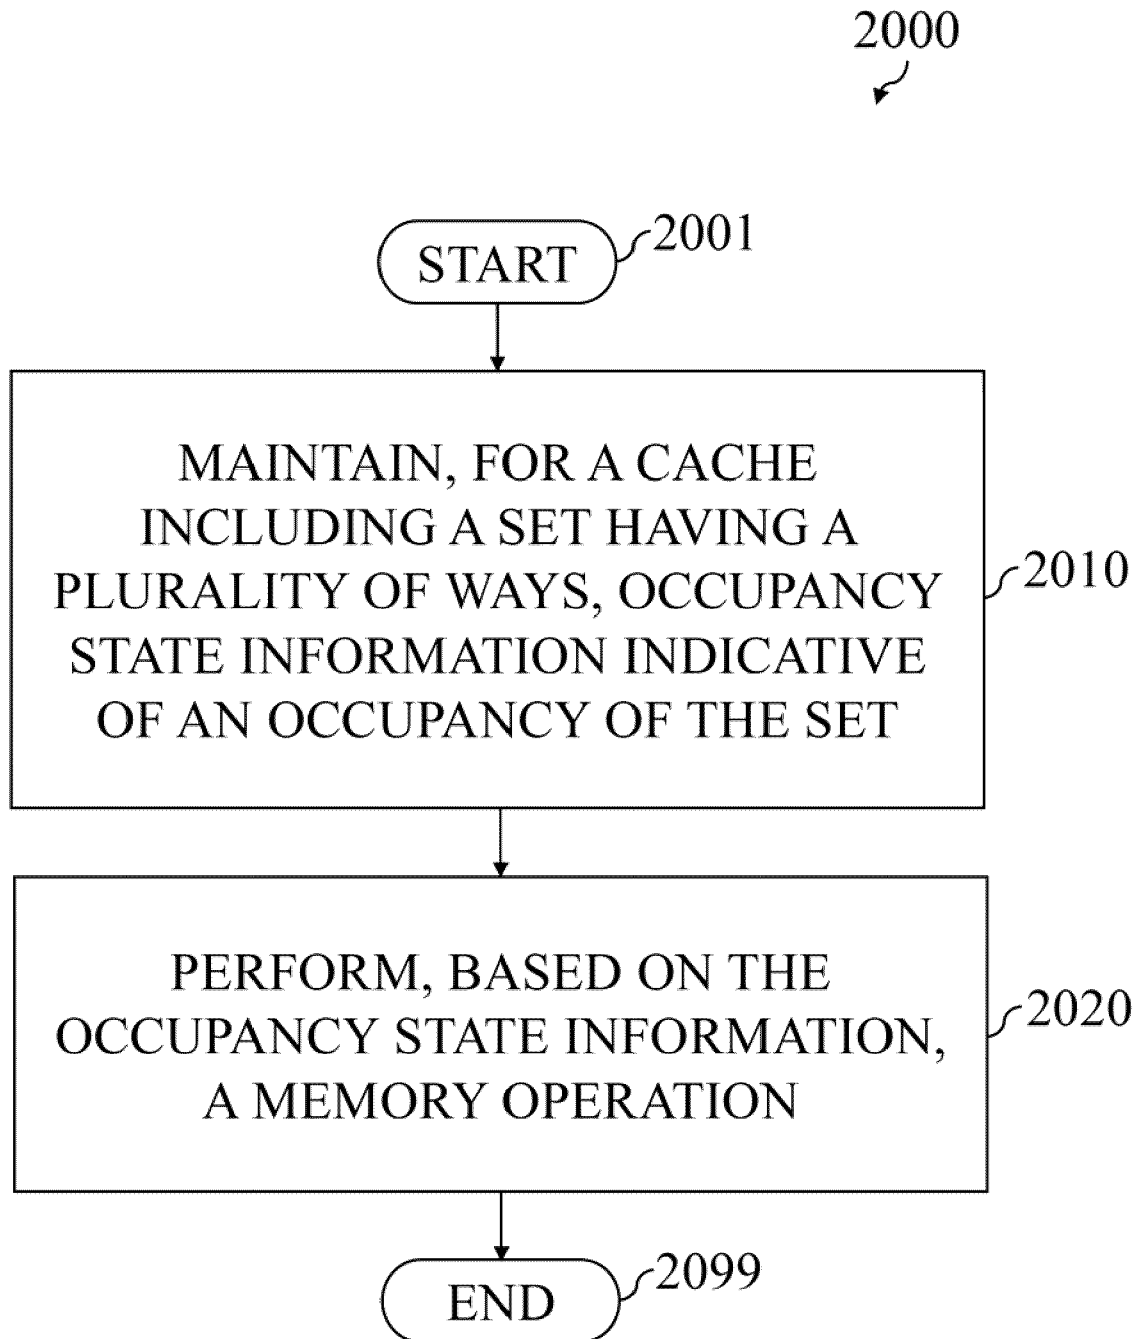 2000
START
2001
MAINTAIN, FOR A CACHE
INCLUDING A SET HAVING A
PLURALITY OF WAYS, OCCUPANCY
STATE INFORMATION INDICATIVE
OF AN OCCUPANCY OF THE SET
2010
PERFORM, BASED ON THE
OCCUPANCY STATE INFORMATION,
A MEMORY OPERATION
2020
END
2099